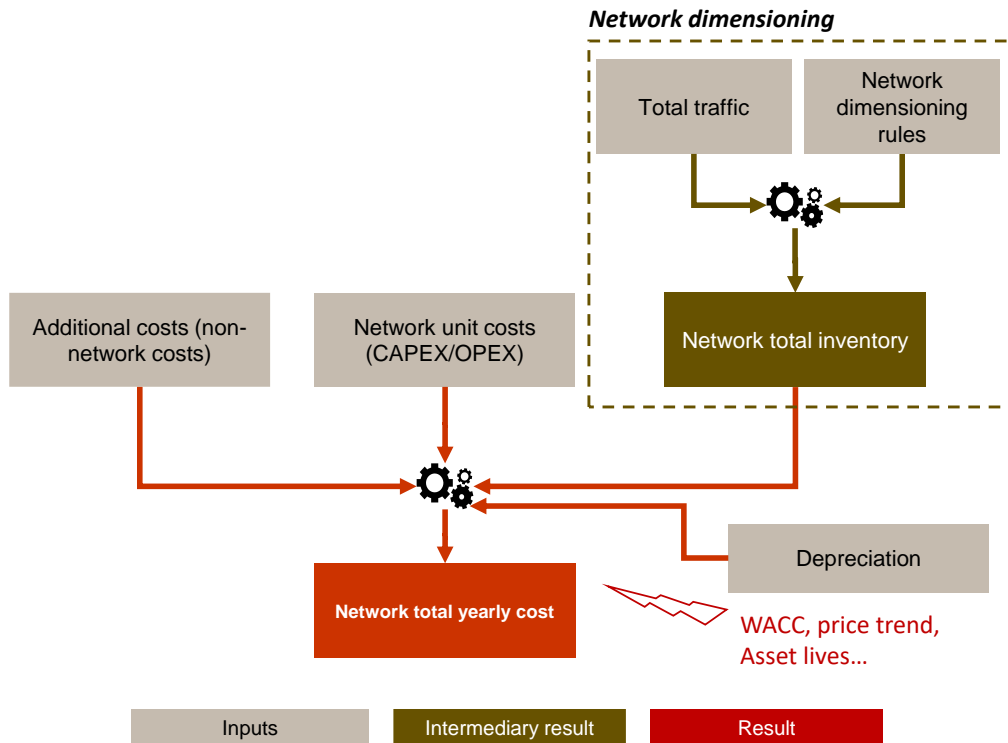 Network dimensioning
Total traffic
Network
dimensioning
rules
Additional costs (non-
network costs)
Network unit costs
(CAPEX/OPEX)
Network total inventory
Depreciation
Network total yearly cost
WACC, price trend,
Asset lives…
Inputs
Intermediary result
Result